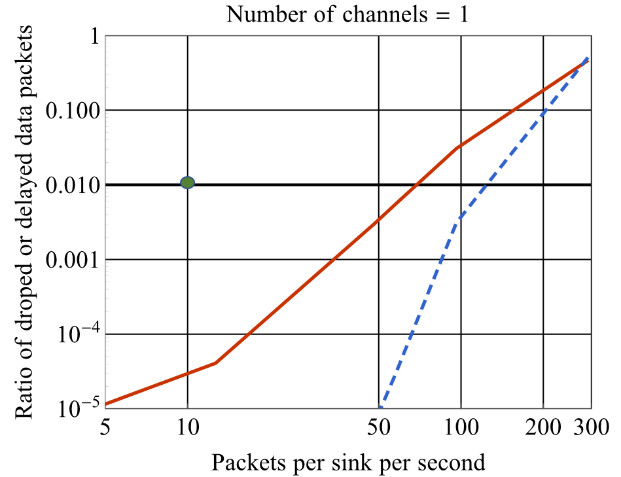 Number of channels = 1
Ratio of droped or delayed data packets
1
0.100
0.010
0.001
10⁻⁴
10⁻⁵
5 10 50 100 200 300
Packets per sink per second